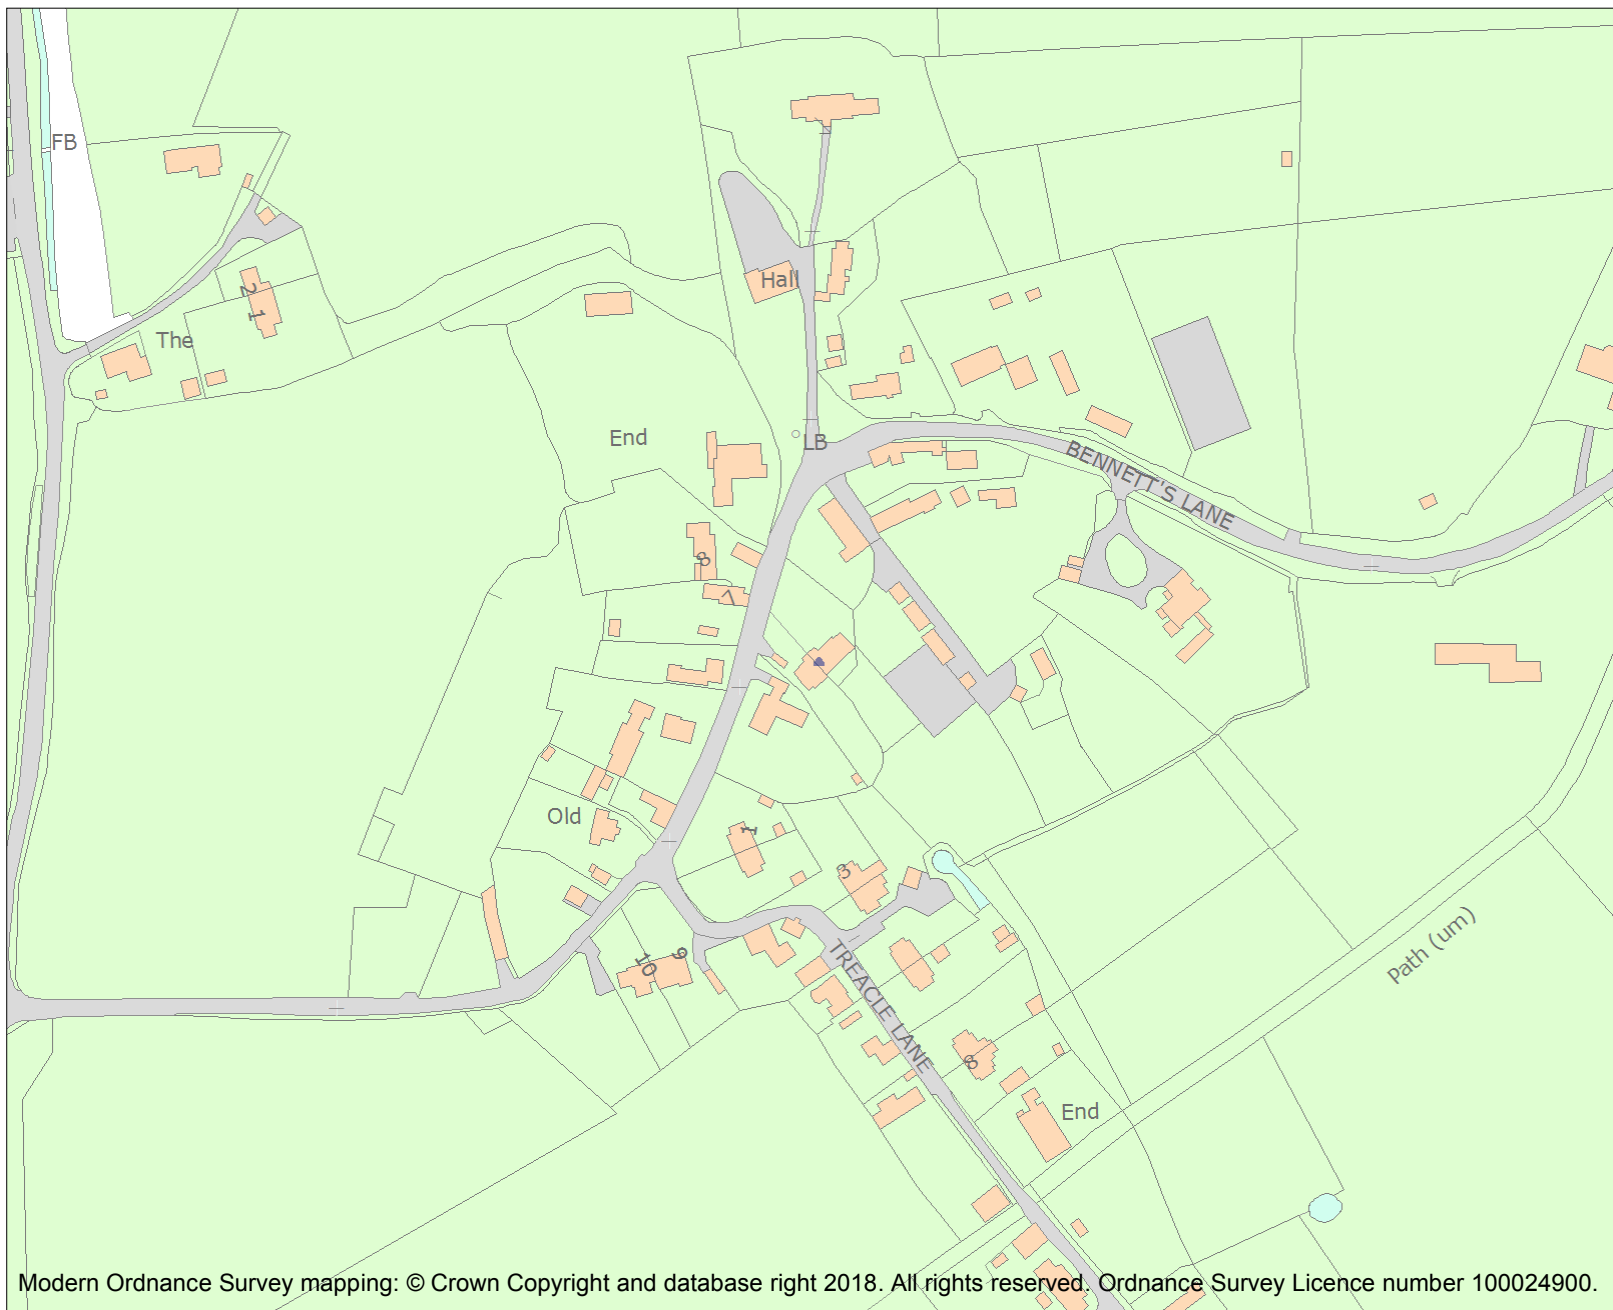 FB
Hall
2
1
The
End
LB
BENNETT'S LANE
8
7
Old
1
3
Path (um)
10
9
TREACLE LANE
8
End
Modern Ordnance Survey mapping: © Crown Copyright and database right 2018. All rights reserved. Ordnance Survey Licence number 100024900.